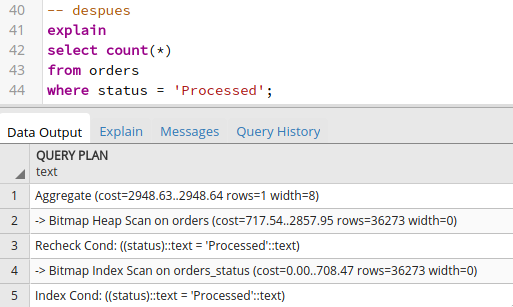 40 -- despues
41 explain
42 select count(*)
43 from orders
44 where status = 'Processed';
Data Output Explain Messages Query History
QUERY PLAN
text
1 Aggregate (cost=2948.63..2948.64 rows=1 width=8)
2 -> Bitmap Heap Scan on orders (cost=717.54..2857.95 rows=36273 width=0)
3 Recheck Cond: ((status)::text = 'Processed'::text)
4 -> Bitmap Index Scan on orders_status (cost=0.00..708.47 rows=36273 width=0)
5 Index Cond: ((status)::text = 'Processed'::text)